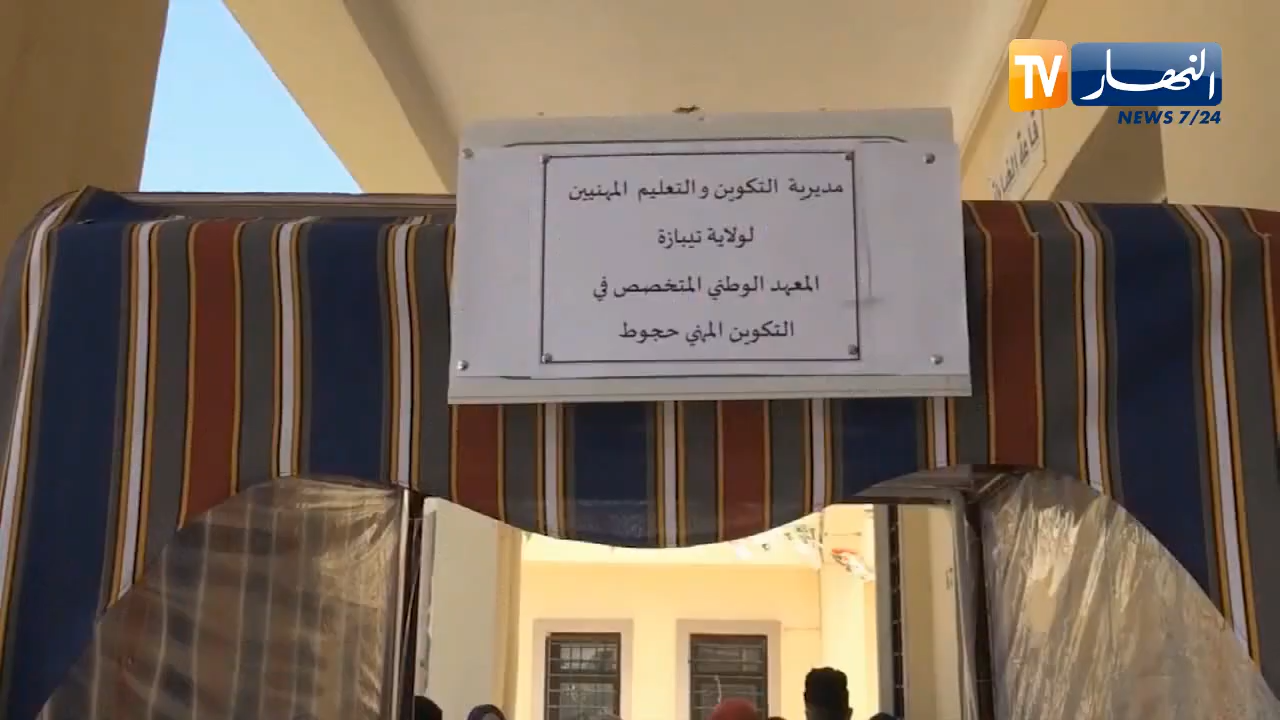 النهار TV
NEWS 7/24
مديرية التكوين والتعليم المهنيين
لولاية تيبازة
المعهد الوطني المتخصص في
التكوين المهني حجوط